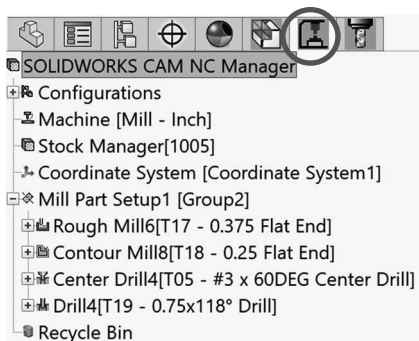 SOLIDWORKS CAM NC Manager
Configurations
Machine [Mill - Inch]
Stock Manager[1005]
Coordinate System [Coordinate System1]
Mill Part Setup1 [Group2]
Rough Mill6[T17 - 0.375 Flat End]
Contour Mill8[T18 - 0.25 Flat End]
Center Drill4[T05 - #3 x 60DEG Center Drill]
Drill4[T19 - 0.75x118° Drill]
Recycle Bin